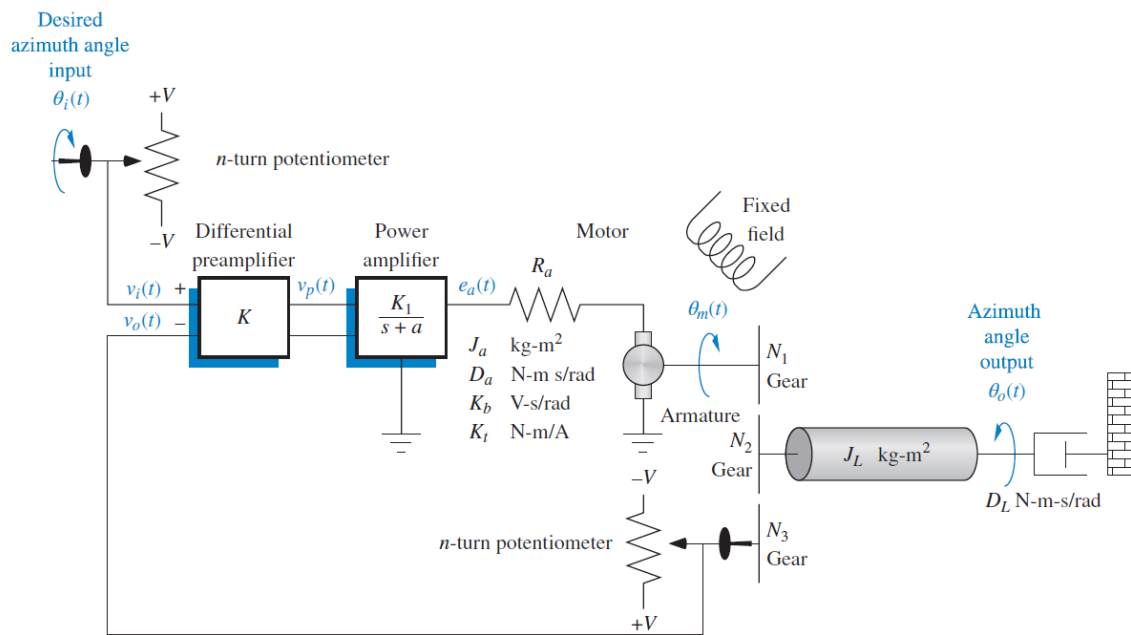 Desired
azimuth angle
input
θi(t)
+V
n-turn potentiometer
−V
Differential
preamplifier
Power
amplifier
Motor
Fixed
field
vi(t) +
vo(t) −
K
vp(t)
K1
s + a
ea(t)
Ra
Ja kg-m²
Da N-m s/rad
Kb V-s/rad
Kt N-m/A
θm(t)
N1
Gear
Armature
N2
Gear
Azimuth
angle
output
θo(t)
JL kg-m²
DL N-m-s/rad
−V
n-turn potentiometer
+V
N3
Gear